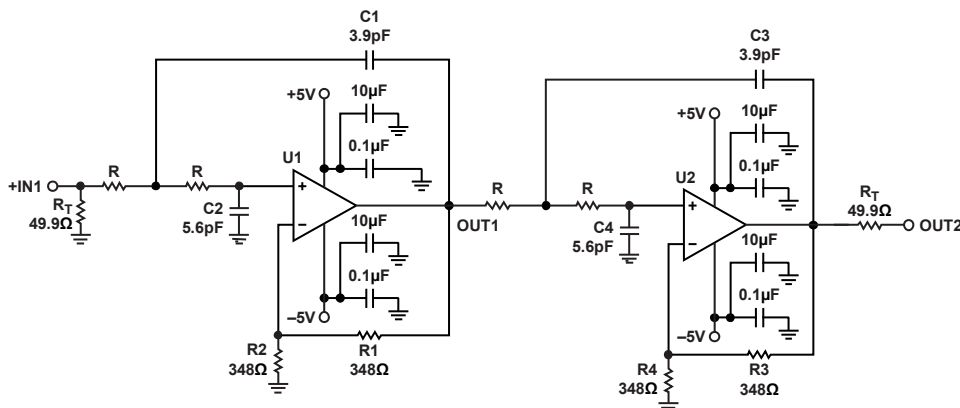 C1
3.9pF
C3
3.9pF
+5V
10µF
0.1µF
U1
+IN1
R
R
+
–
RT
49.9Ω
C2
5.6pF
OUT1
10µF
0.1µF
–5V
R2
348Ω
R1
348Ω
+5V
10µF
0.1µF
U2
R
R
+
–
C4
5.6pF
RT
49.9Ω
OUT2
10µF
0.1µF
–5V
R4
348Ω
R3
348Ω